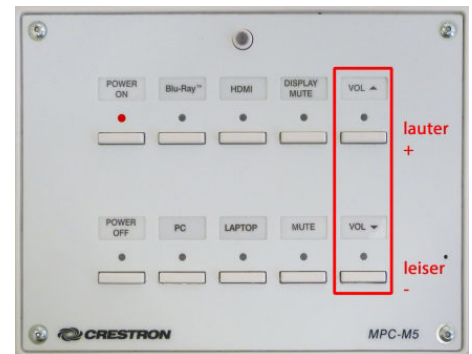 POWER ON
Blu-Ray™
HDMI
DISPLAY MUTE
VOL ▲
lauter
+
POWER OFF
PC
LAPTOP
MUTE
VOL ▼
leiser
-
CRESTRON
MPC-M5